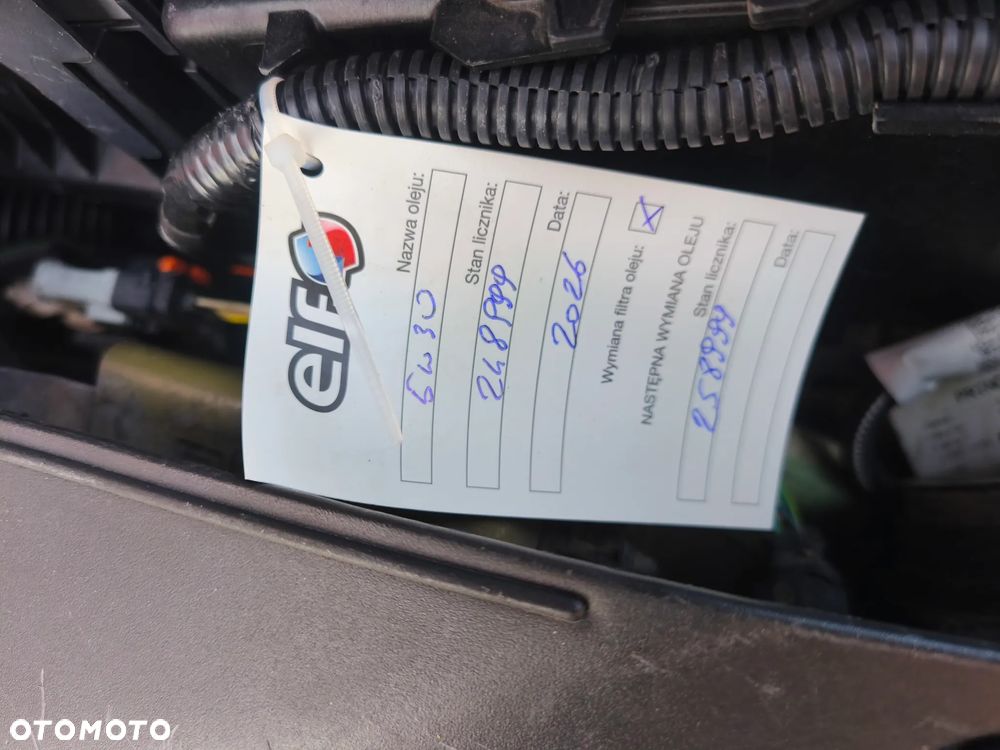 elf
Nazwa oleju:
5w30
Stan licznika:
248999
Data:
2026
Wymiana filtra oleju: X
NASTĘPNA WYMIANA OLEJU
Stan licznika:
258999
Data:
OTOMOTO